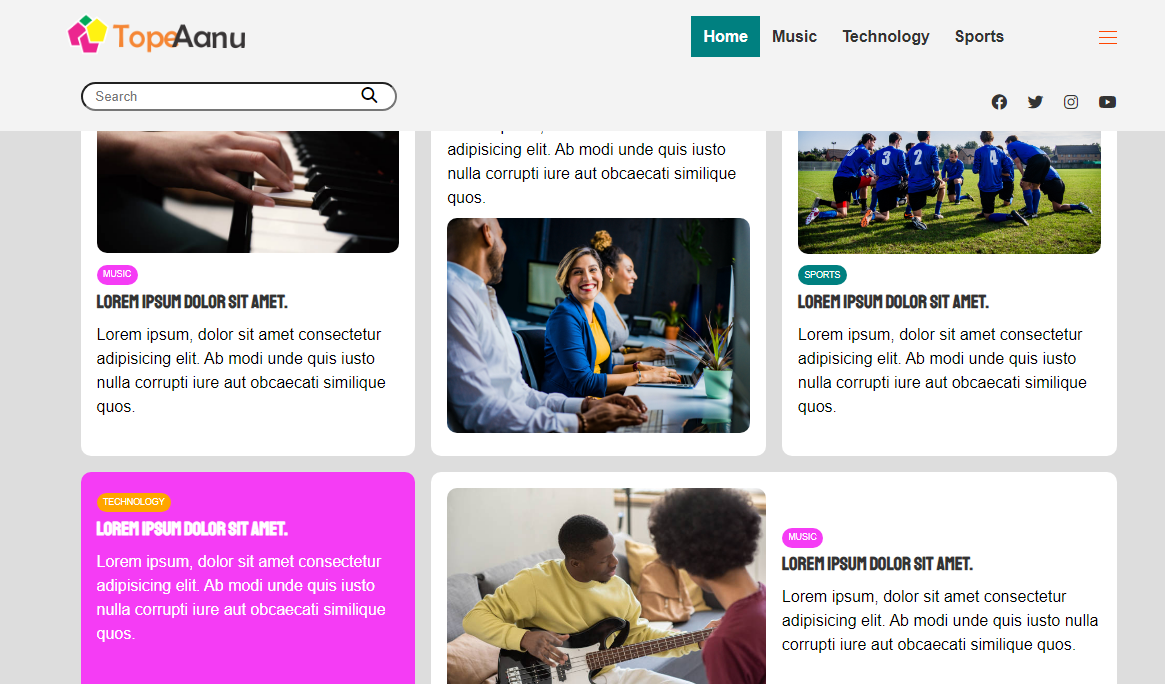 TopeAanu
Home Music Technology Sports
Search
MUSIC
LOREM IPSUM DOLOR SIT AMET.
Lorem ipsum, dolor sit amet consectetur
adipisicing elit. Ab modi unde quis iusto
nulla corrupti iure aut obcaecati similique
quos.
adipisicing elit. Ab modi unde quis iusto
nulla corrupti iure aut obcaecati similique
quos.
3
2
4
SPORTS
LOREM IPSUM DOLOR SIT AMET.
Lorem ipsum, dolor sit amet consectetur
adipisicing elit. Ab modi unde quis iusto
nulla corrupti iure aut obcaecati similique
quos.
TECHNOLOGY
LOREM IPSUM DOLOR SIT AMET.
Lorem ipsum, dolor sit amet consectetur
adipisicing elit. Ab modi unde quis iusto
nulla corrupti iure aut obcaecati similique
quos.
MUSIC
LOREM IPSUM DOLOR SIT AMET.
Lorem ipsum, dolor sit amet consectetur
adipisicing elit. Ab modi unde quis iusto nulla
corrupti iure aut obcaecati similique quos.